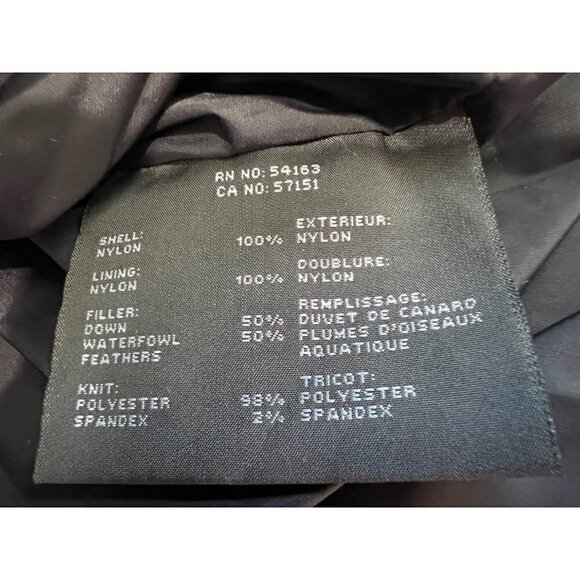 RN NO: 54163
CA NO: 57151
SHELL: EXTERIEUR:
NYLON 100% NYLON
LINING: DOUBLURE:
NYLON 100% NYLON
FILLER: REMPLISSAGE:
DOWN 50% DUVET DE CANARD
WATERFOWL 50% PLUMES D'OISEAUX
FEATHERS AQUATIQUE
KNIT: TRICOT:
POLYESTER 98% POLYESTER
SPANDEX 2% SPANDEX